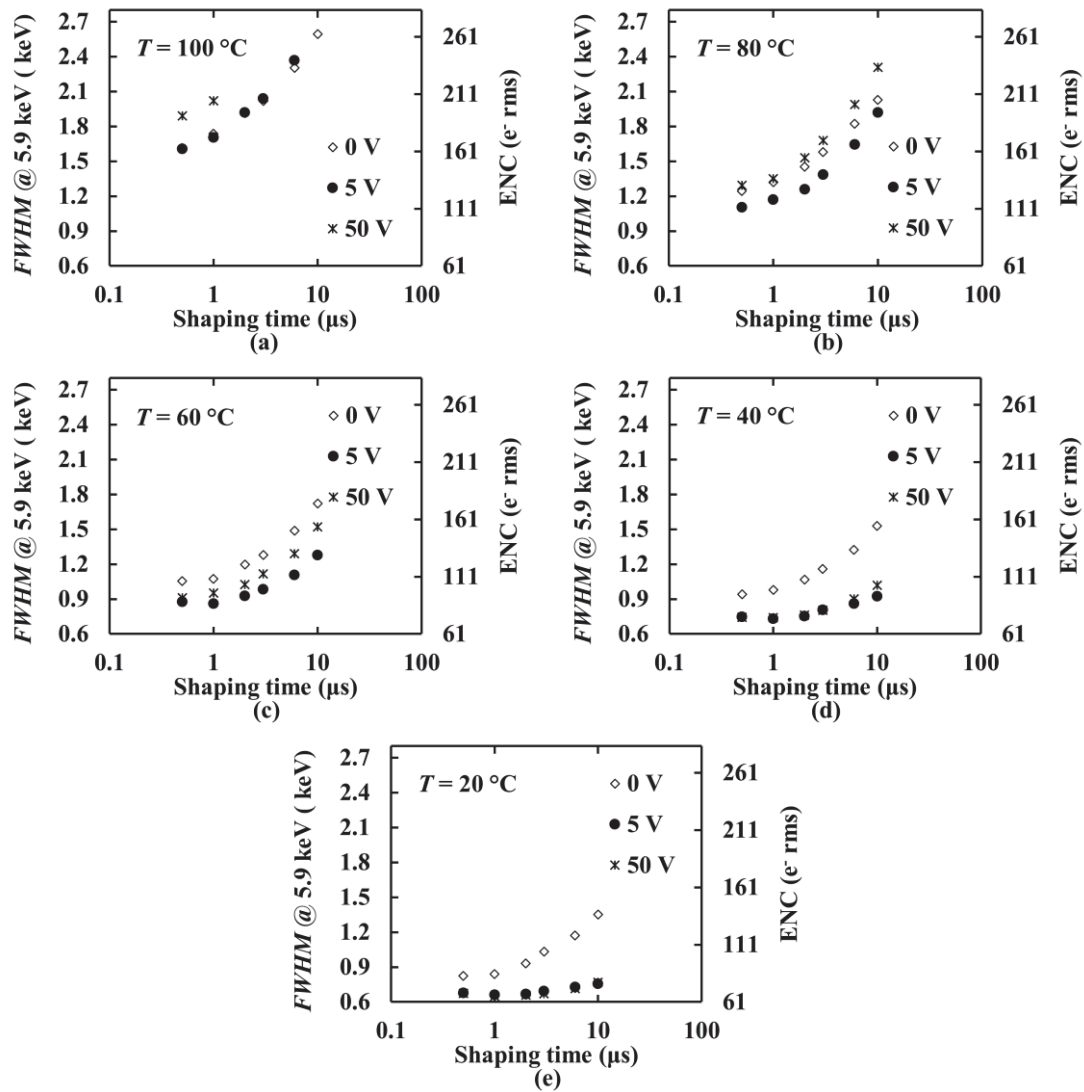 FWHM @ 5.9 keV ( keV)
2.7
2.4
2.1
1.8
1.5
1.2
0.9
0.6
T = 100 °C
0 V
5 V
50 V
261
211
161
111
61
ENC (e- rms)
0.1 1 10 100
Shaping time (μs)
(a)
FWHM @ 5.9 keV ( keV)
2.7
2.4
2.1
1.8
1.5
1.2
0.9
0.6
T = 80 °C
0 V
5 V
50 V
261
211
161
111
61
ENC (e- rms)
0.1 1 10 100
Shaping time (μs)
(b)
FWHM @ 5.9 keV ( keV)
2.7
2.4
2.1
1.8
1.5
1.2
0.9
0.6
T = 60 °C
0 V
5 V
50 V
261
211
161
111
61
ENC (e- rms)
0.1 1 10 100
Shaping time (μs)
(c)
FWHM @ 5.9 keV ( keV)
2.7
2.4
2.1
1.8
1.5
1.2
0.9
0.6
T = 40 °C
0 V
5 V
50 V
261
211
161
111
61
ENC (e- rms)
0.1 1 10 100
Shaping time (μs)
(d)
FWHM @ 5.9 keV ( keV)
2.7
2.4
2.1
1.8
1.5
1.2
0.9
0.6
T = 20 °C
0 V
5 V
50 V
261
211
161
111
61
ENC (e- rms)
0.1 1 10 100
Shaping time (μs)
(e)